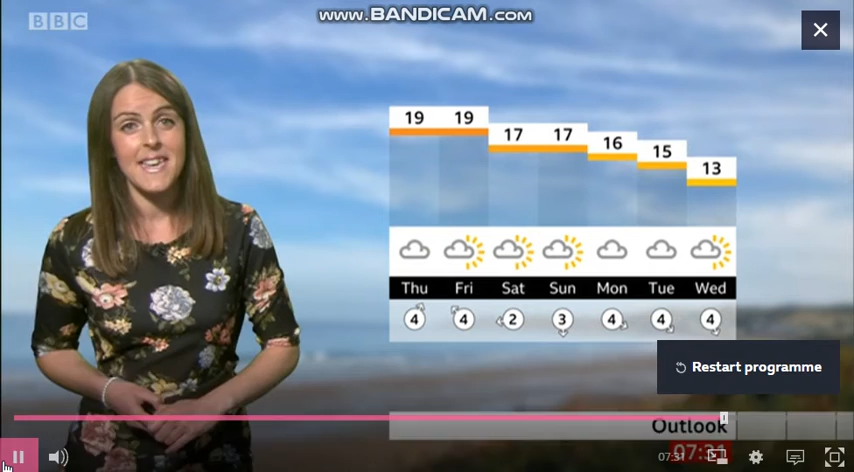 BBC
www.BANDICAM.com
19 19 17 17 16 15 13
Thu Fri Sat Sun Mon Tue Wed
4 4 2 3 4 4 4
Restart programme
Outlook
07:31
07:31